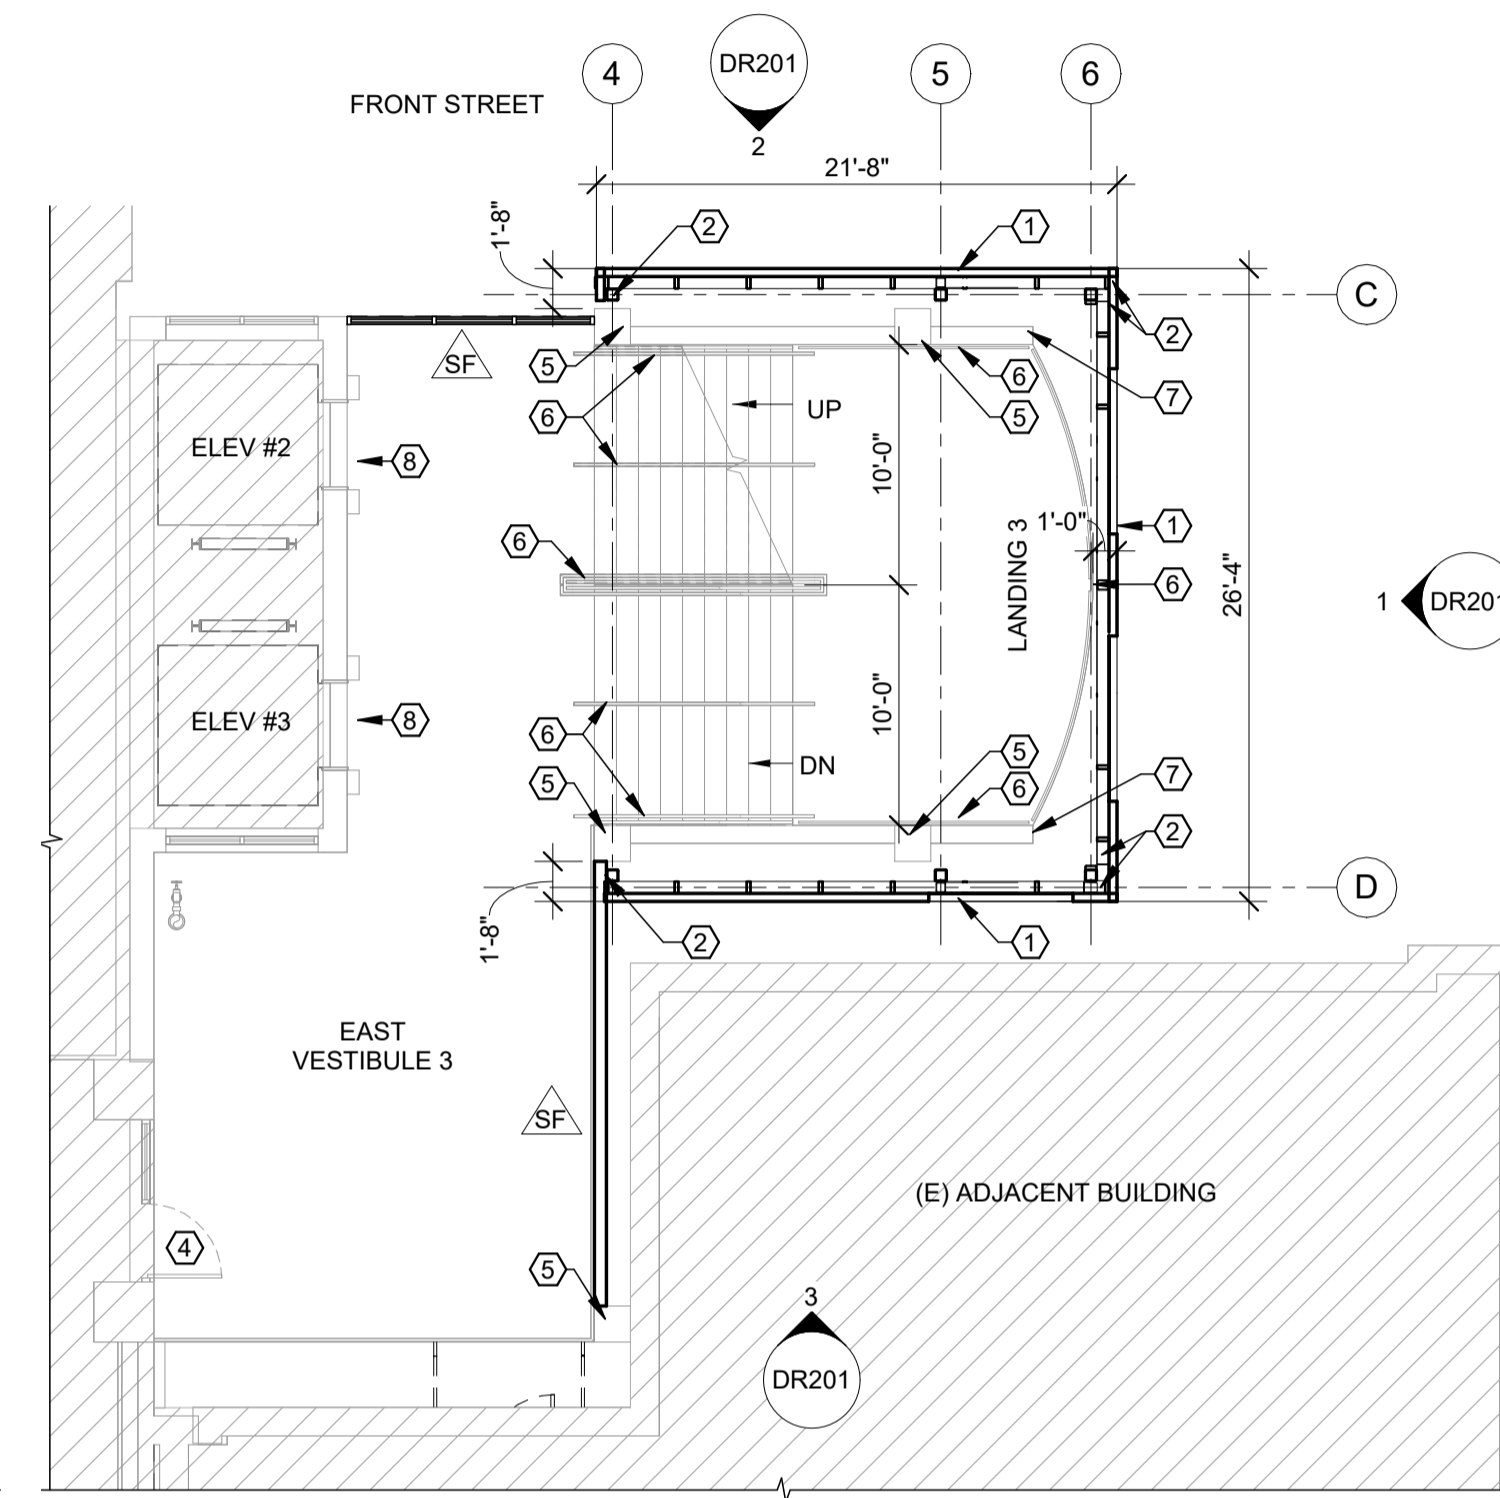 4
DR201
2
5
6
FRONT STREET
21'-8"
1'-8"
2
1
C
2
SF
5
6
5
7
6
UP
ELEV #2
8
10'-0"
6
LANDING 3
1'-0"
1
6
26'-4"
1
DR201
ELEV #3
8
10'-0"
6
DN
5
5
6
7
2
D
1'-8"
2
1
EAST
VESTIBULE 3
SF
(E) ADJACENT BUILDING
4
5
3
DR201